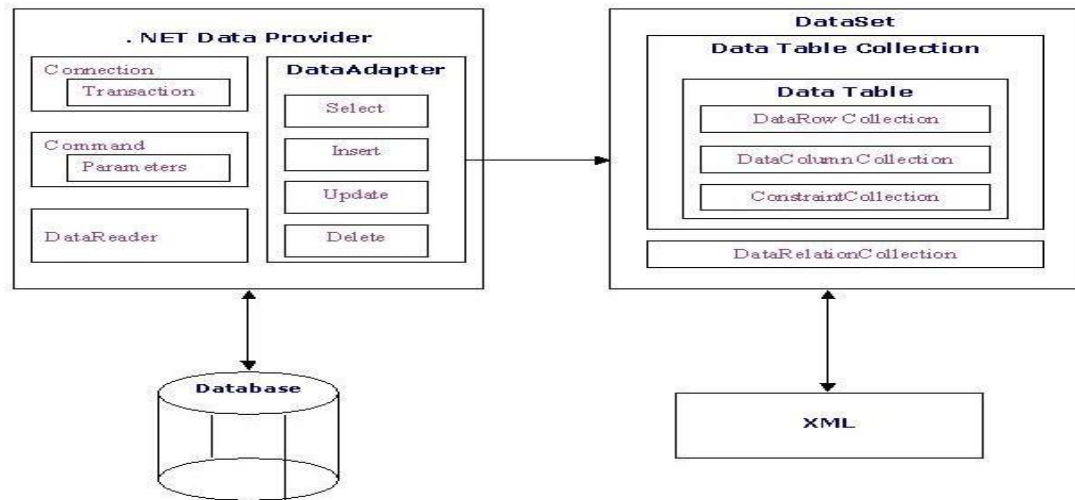 . NET Data Provider
Connection
Transaction
Command
Parameters
DataReader
DataAdapter
Select
Insert
Update
Delete
DataSet
Data Table Collection
Data Table
DataRow Collection
DataColumnCollection
ConstraintCollection
DataRelationCollection
Database
XML